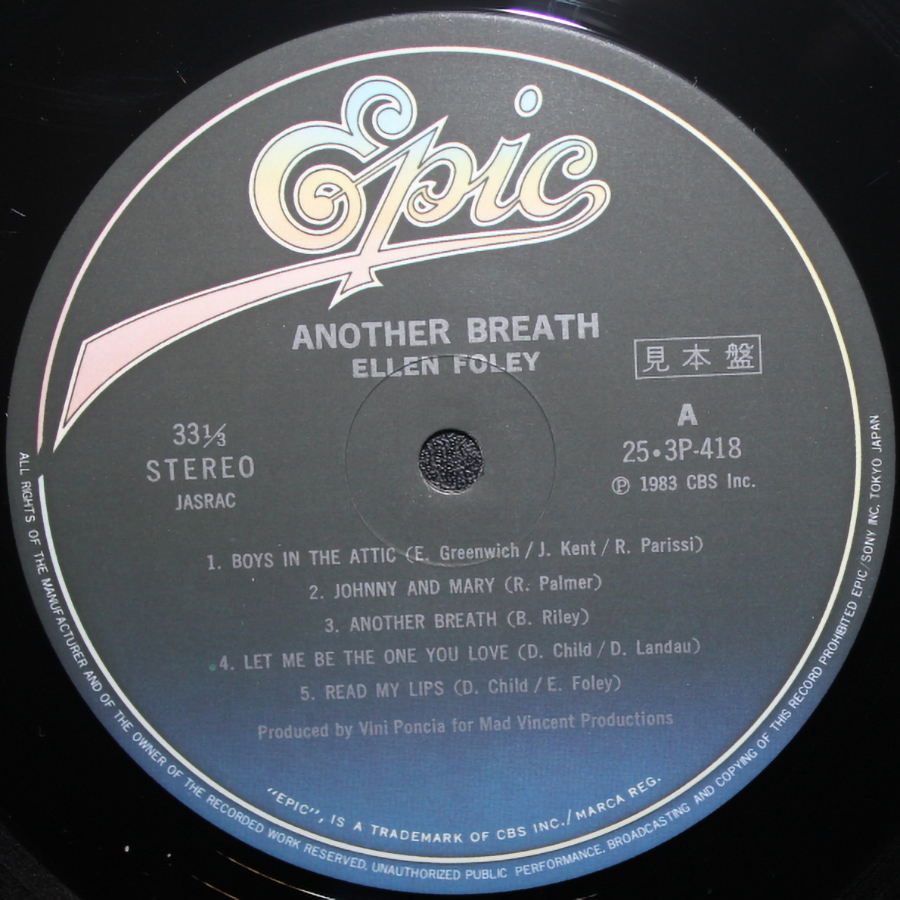 Epic
ANOTHER BREATH
ELLEN FOLEY
見本盤
33⅓
STEREO
JASRAC
A
25・3P-418
Ⓟ 1983 CBS Inc.
1. BOYS IN THE ATTIC (E. Greenwich / J. Kent / R. Parissi)
2. JOHNNY AND MARY (R. Palmer)
3. ANOTHER BREATH (B. Riley)
4. LET ME BE THE ONE YOU LOVE (D. Child / D. Landau)
5. READ MY LIPS (D. Child / E. Foley)
Produced by Vini Poncia for Mad Vincent Productions
"EPIC", IS A TRADEMARK OF CBS INC./MARCA REG.
ALL RIGHTS OF THE MANUFACTURER AND OF THE OWNER OF THE RECORDED WORK RESERVED. UNAUTHORIZED PUBLIC PERFORMANCE. BROADCASTING AND COPYING OF THIS RECORD PROHIBITED EPIC/SONY INC. TOKYO JAPAN